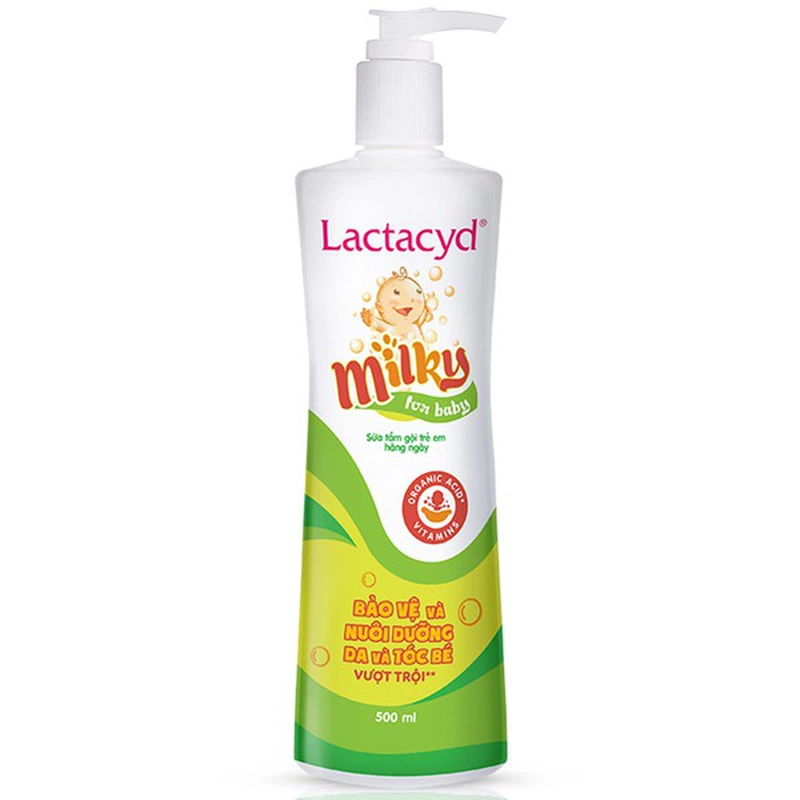 Lactacyd®
Milky
for baby
Sữa tắm gội trẻ em
hàng ngày
ORGANIC ACID*
VITAMINS
BẢO VỆ VÀ
NUÔI DƯỠNG
DA VÀ TÓC BÉ
VƯỢT TRỘI**
500 ml